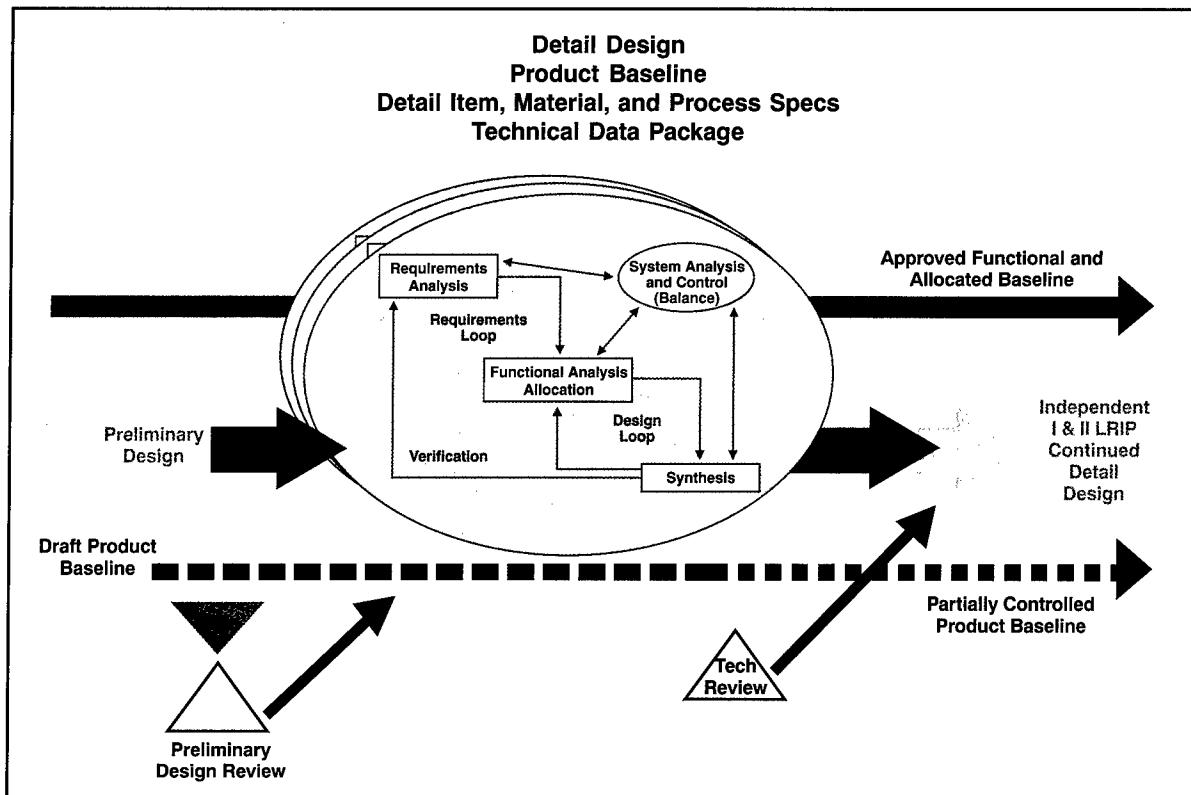 Detail Design
Product Baseline
Detail Item, Material, and Process Specs
Technical Data Package
Requirements
Analysis
System Analysis
and Control
(Balance)
Approved Functional and
Allocated Baseline
Requirements
Loop
Functional Analysis
Allocation
Preliminary
Design
Design
Loop
Verification
Synthesis
Independent
I & II LRIP
Continued
Detail
Design
Draft Product
Baseline
Partially Controlled
Product Baseline
Tech
Review
Preliminary
Design Review